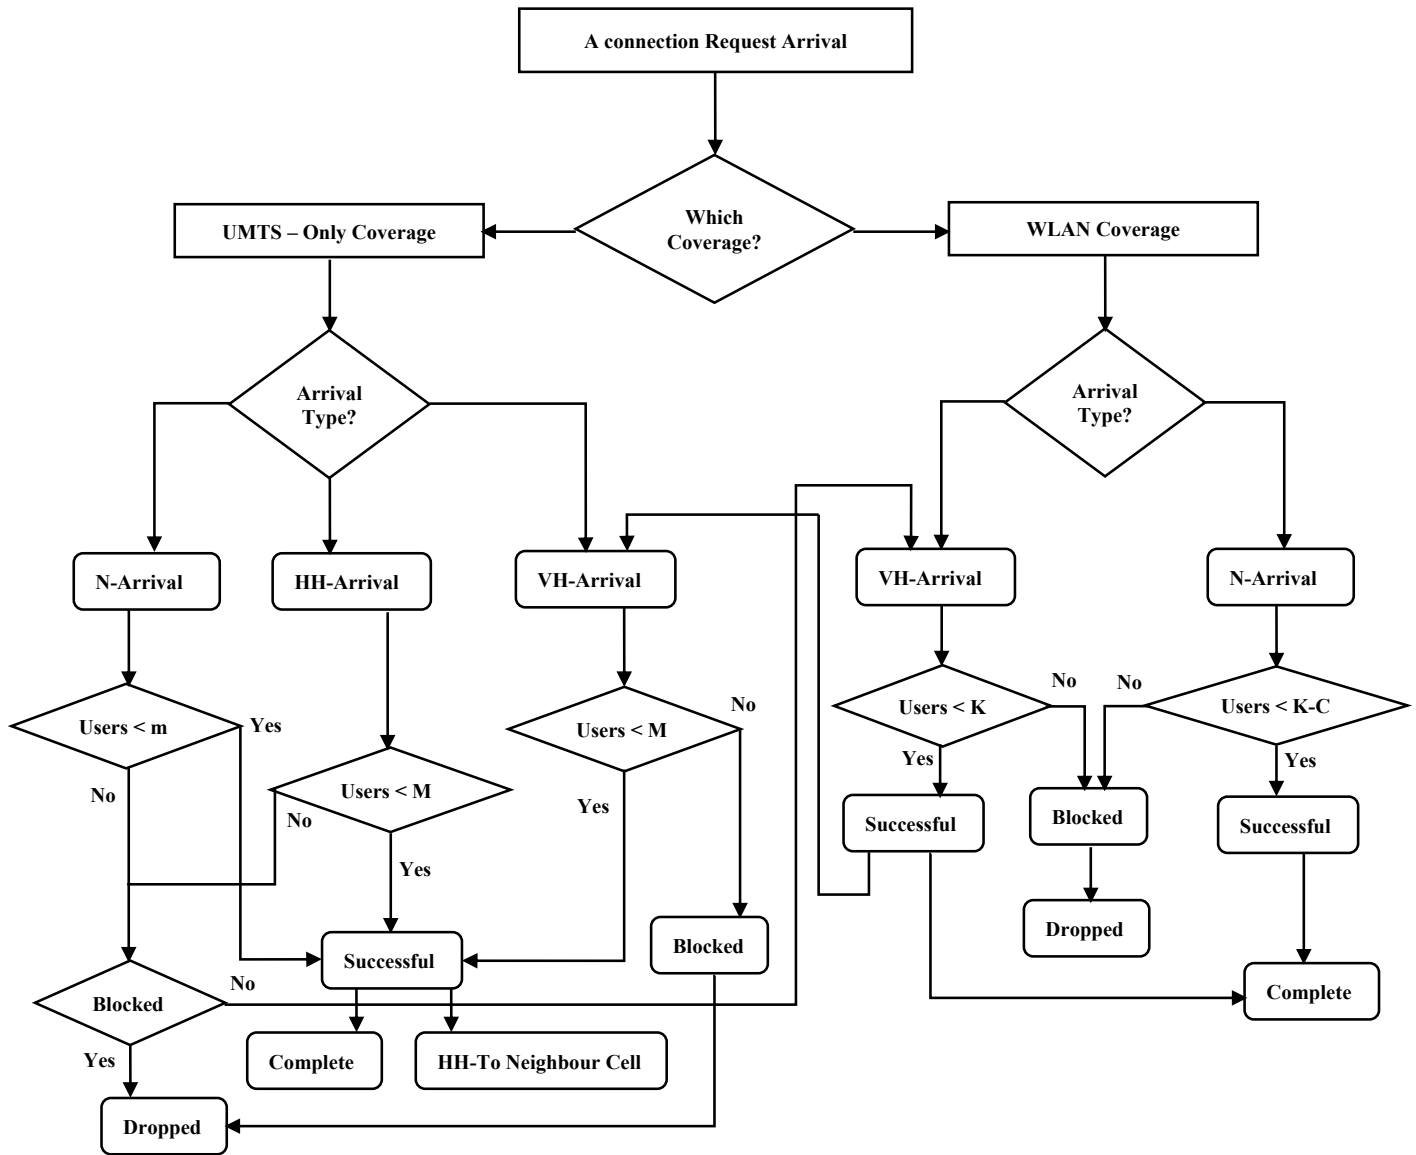 A connection Request Arrival
Which
Coverage?
UMTS – Only Coverage
WLAN Coverage
Arrival
Type?
Arrival
Type?
N-Arrival
HH-Arrival
VH-Arrival
VH-Arrival
N-Arrival
Users < m
Yes
No
Users < M
No
Yes
Users < M
No
Yes
Users < K
No
Yes
Users < K-C
No
Yes
Successful
Blocked
Successful
Dropped
Blocked
Successful
Complete
Blocked
No
Yes
Complete
HH-To Neighbour Cell
Dropped